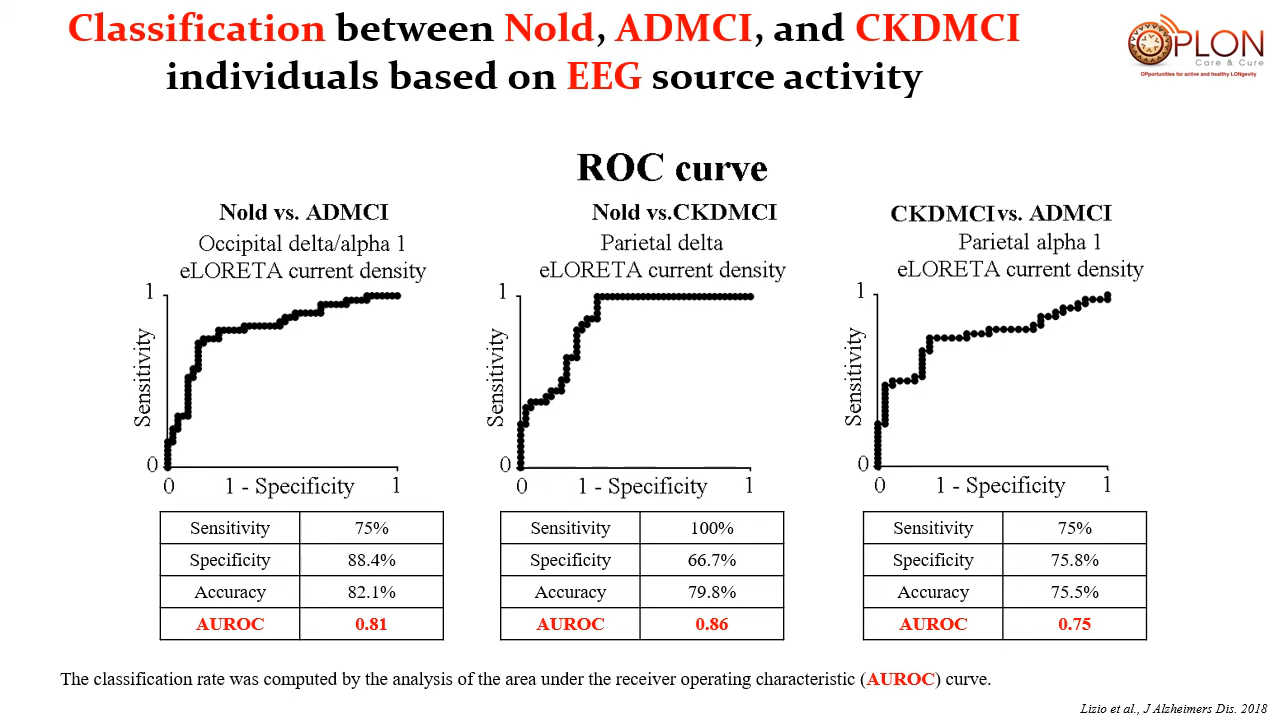 Classification between Nold, ADMCI, and CKDMCI
individuals based on EEG source activity
OPLON
Care & Cure
OPportunities for active and healthy LONgevity
ROC curve
Nold vs. ADMCI
Occipital delta/alpha 1
eLORETA current density
1
Sensitivity
0
0
1 - Specificity
1
Sensitivity 75%
Specificity 88.4%
Accuracy 82.1%
AUROC 0.81
Nold vs.CKDMCI
Parietal delta
eLORETA current density
1
Sensitivity
0
0
1 - Specificity
1
Sensitivity 100%
Specificity 66.7%
Accuracy 79.8%
AUROC 0.86
CKDMCI vs. ADMCI
Parietal alpha 1
eLORETA current density
1
Sensitivity
0
0
1 - Specificity
1
Sensitivity 75%
Specificity 75.8%
Accuracy 75.5%
AUROC 0.75
The classification rate was computed by the analysis of the area under the receiver operating characteristic (AUROC) curve.
Lizio et al., J Alzheimers Dis. 2018